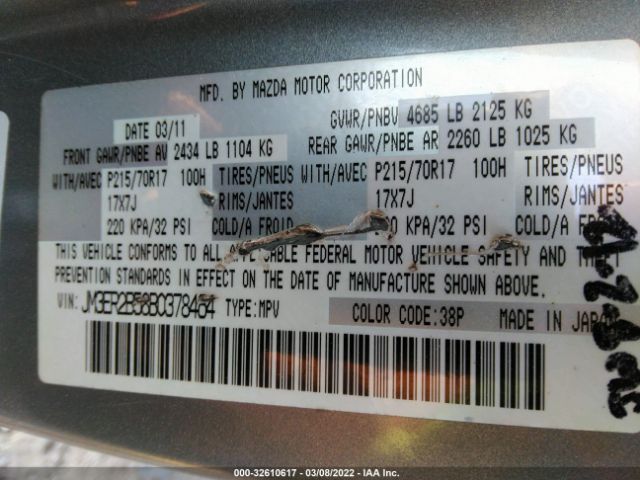 MFD. BY MAZDA MOTOR CORPORATION
DATE 03/11 GVWR/PNBV 4685 LB 2125 KG
FRONT GAWR/PNBE AV 2434 LB 1104 KG REAR GAWR/PNBE AR 2260 LB 1025 KG
WITH/AVEC P215/70R17 100H TIRES/PNEUS WITH/AVEC P215/70R17 100H TIRES/PNEUS
17X7J RIMS/JANTES 17X7J RIMS/JANTES
220 KPA/32 PSI COLD/A FROID KPA/32 PSI COLD/A FROID
THIS VEHICLE CONFORMS TO ALL FEDERAL MOTOR VEHICLE SAFETY AND THEFT
PREVENTION STANDARDS IN EFFECT ON THE DATE OF MANUFACTURE SHOWN ABOVE.
VIN: JM3ER2B58B0378464 TYPE: MPV COLOR CODE: 38P MADE IN JAPAN
000-32610617 - 03/08/2022 - IAA Inc.